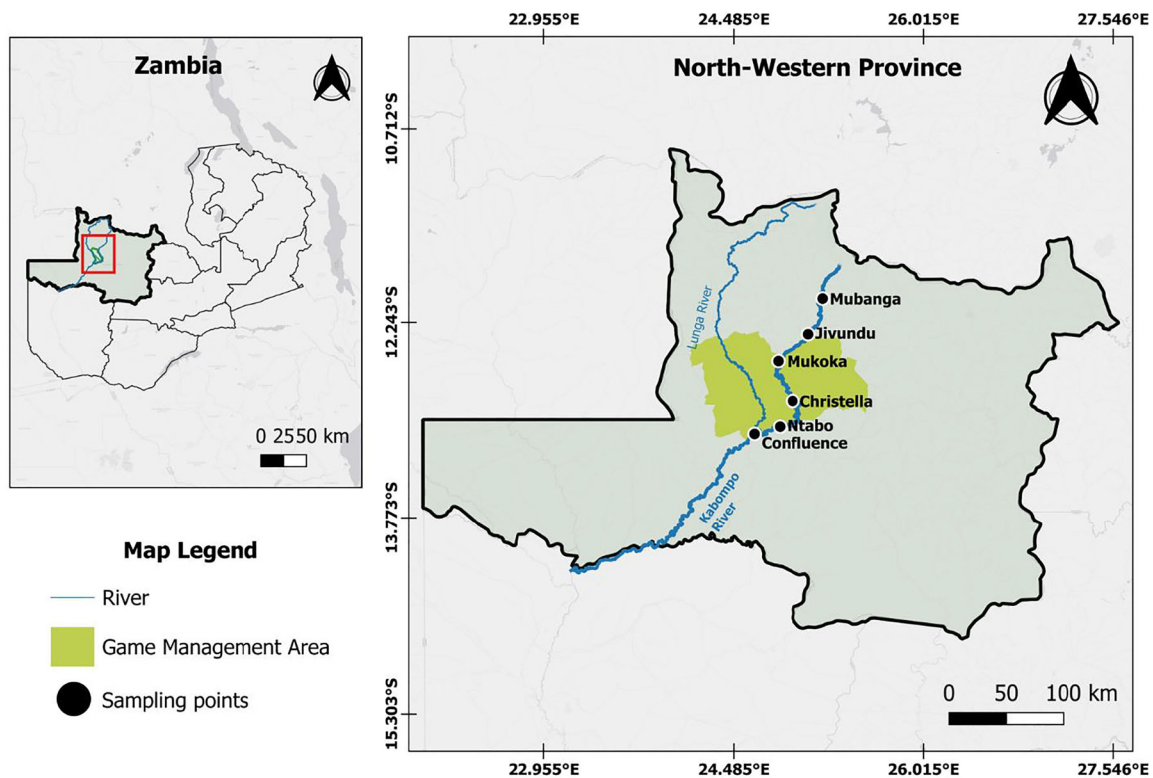 Zambia
0 2550 km
Map Legend
River
Game Management Area
Sampling points
22.955°E 24.485°E 26.015°E 27.546°E
North-Western Province
10.712°S
12.243°S
13.773°S
15.303°S
Lunga River
Mubanga
Jivundu
Mukoka
Christella
Ntabo
Confluence
Kabompo
River
0 50 100 km
22.955°E 24.485°E 26.015°E 27.546°E